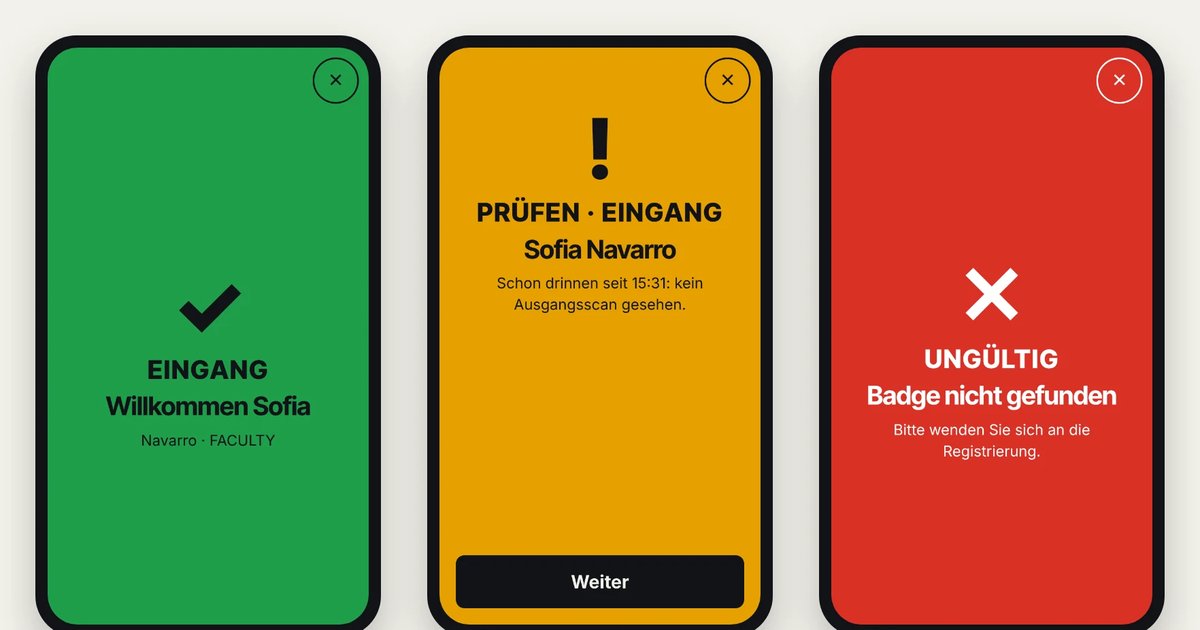 EINGANG
Willkommen Sofia
Navarro · FACULTY
!
PRÜFEN · EINGANG
Sofia Navarro
Schon drinnen seit 15:31: kein
Ausgangsscan gesehen.
Weiter
UNGÜLTIG
Badge nicht gefunden
Bitte wenden Sie sich an die
Registrierung.